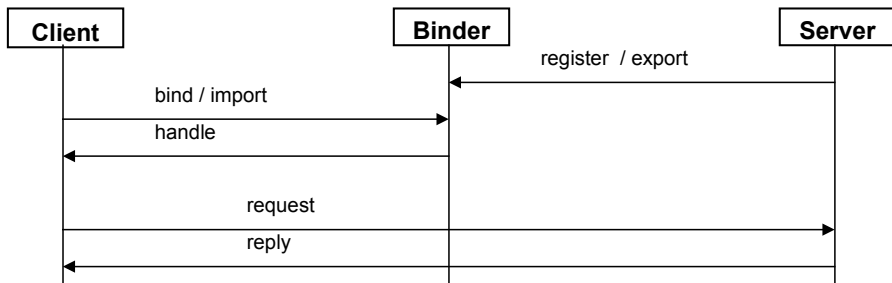 Client
Binder
Server
register / export
bind / import
handle
request
reply